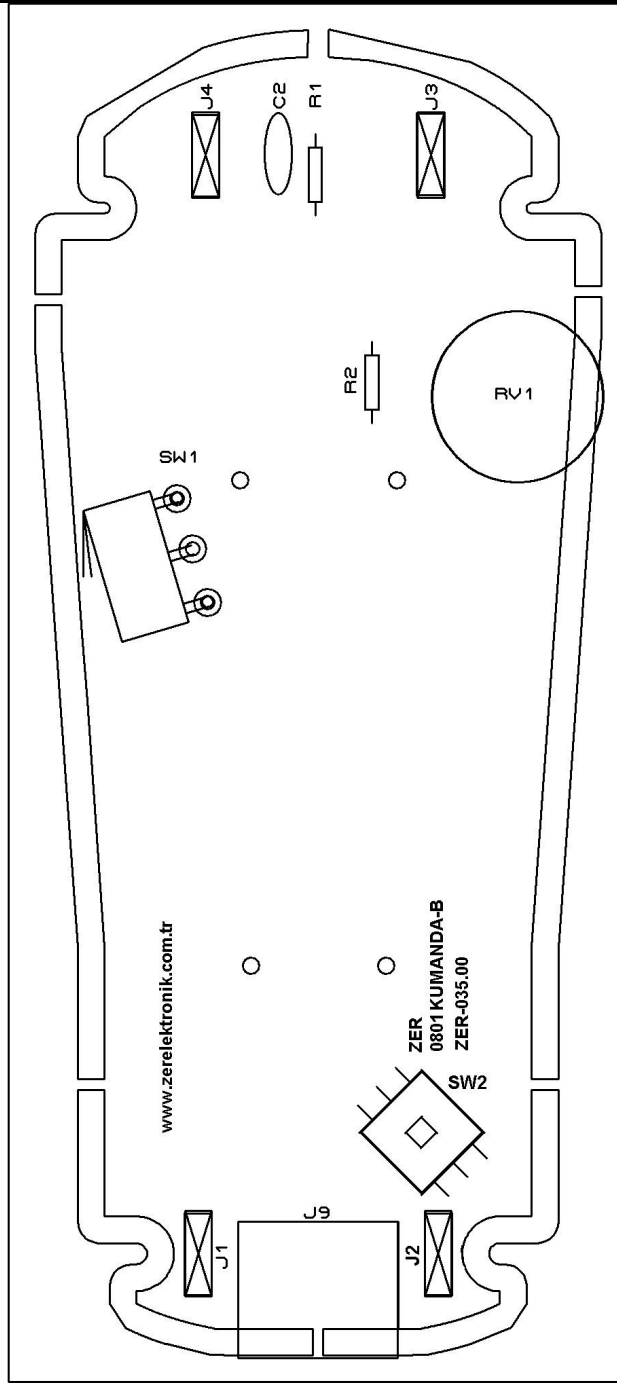 J4
C2
R1
J3
R2
RV1
SW1
www.zerelektronik.com.tr
ZER
0801 KUMANDA-B
ZER-035.00
SW2
J9
J1
J2